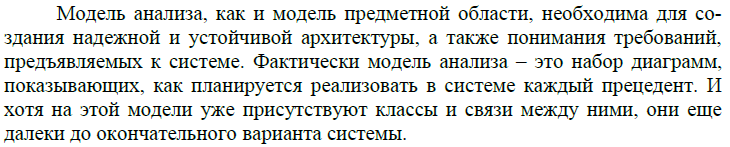 Модель анализа, как и модель предметной области, необходима для со-
здания надежной и устойчивой архитектуры, а также понимания требований,
предъявляемых к системе. Фактически модель анализа – это набор диаграмм,
показывающих, как планируется реализовать в системе каждый прецедент. И
хотя на этой модели уже присутствуют классы и связи между ними, они еще
далеки до окончательного варианта системы.